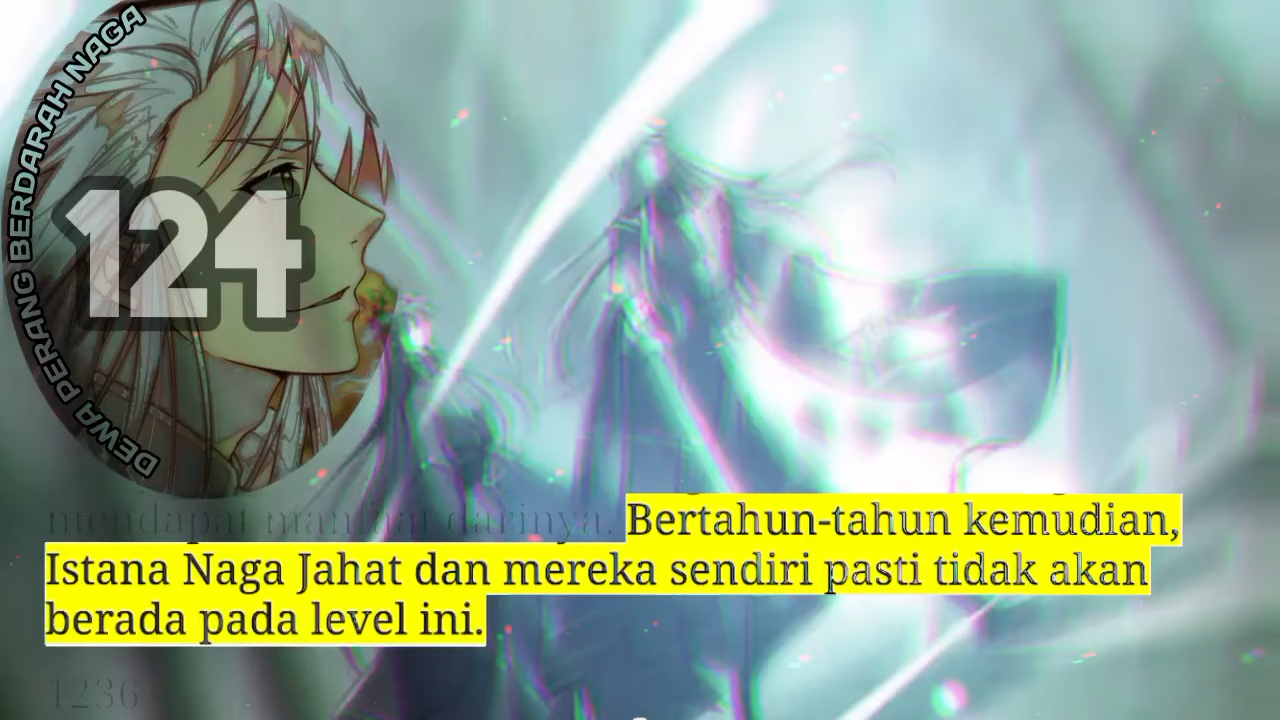 DEWA PERANG BERDARAH NAGA
124
mendapat manfaat darinya. Bertahun-tahun kemudian,
Istana Naga Jahat dan mereka sendiri pasti tidak akan
berada pada level ini.
1236